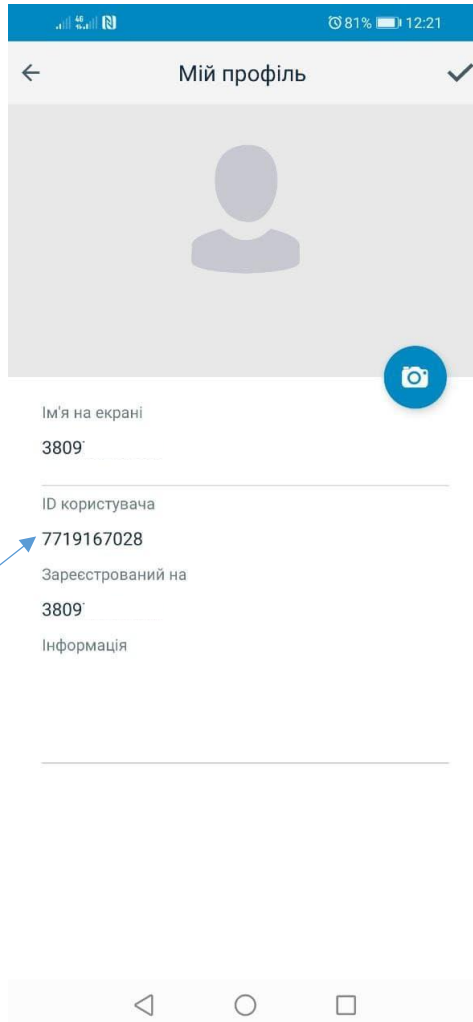 81% 12:21
Мій профіль
Ім'я на екрані
3809
ID користувача
7719167028
Зареєстрований на
3809
Інформація